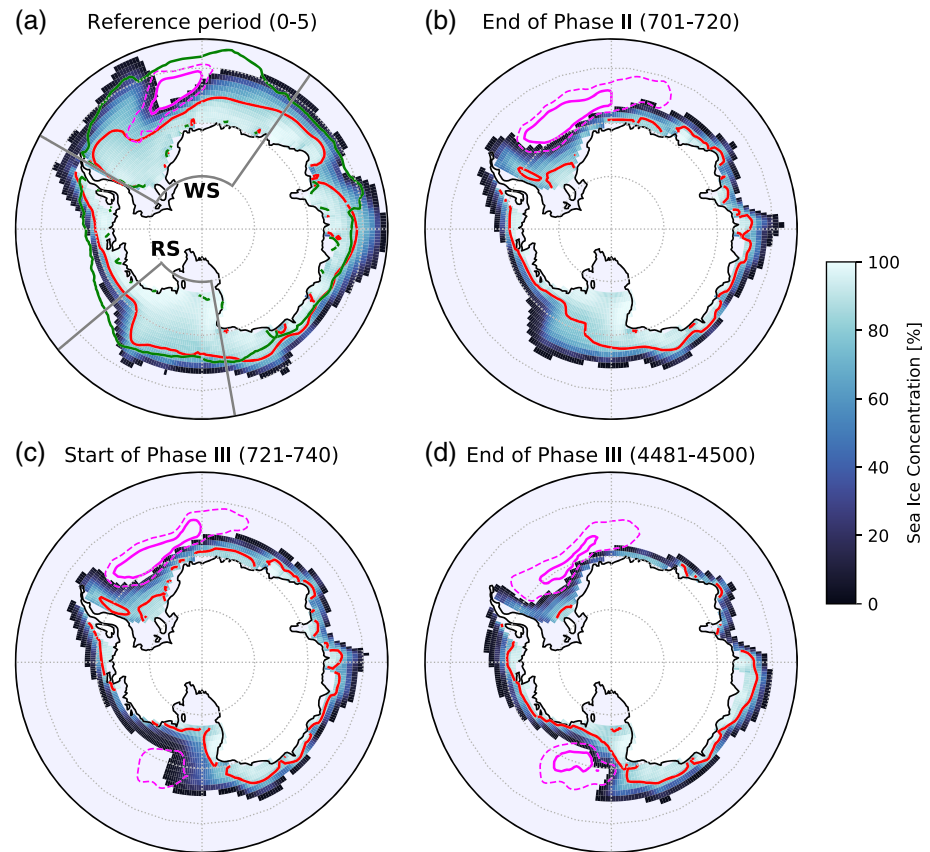 (a) Reference period (0-5)
(b) End of Phase II (701-720)
WS
RS
(c) Start of Phase III (721-740)
(d) End of Phase III (4481-4500)
100
80
60
40
20
0
Sea Ice Concentration [%]